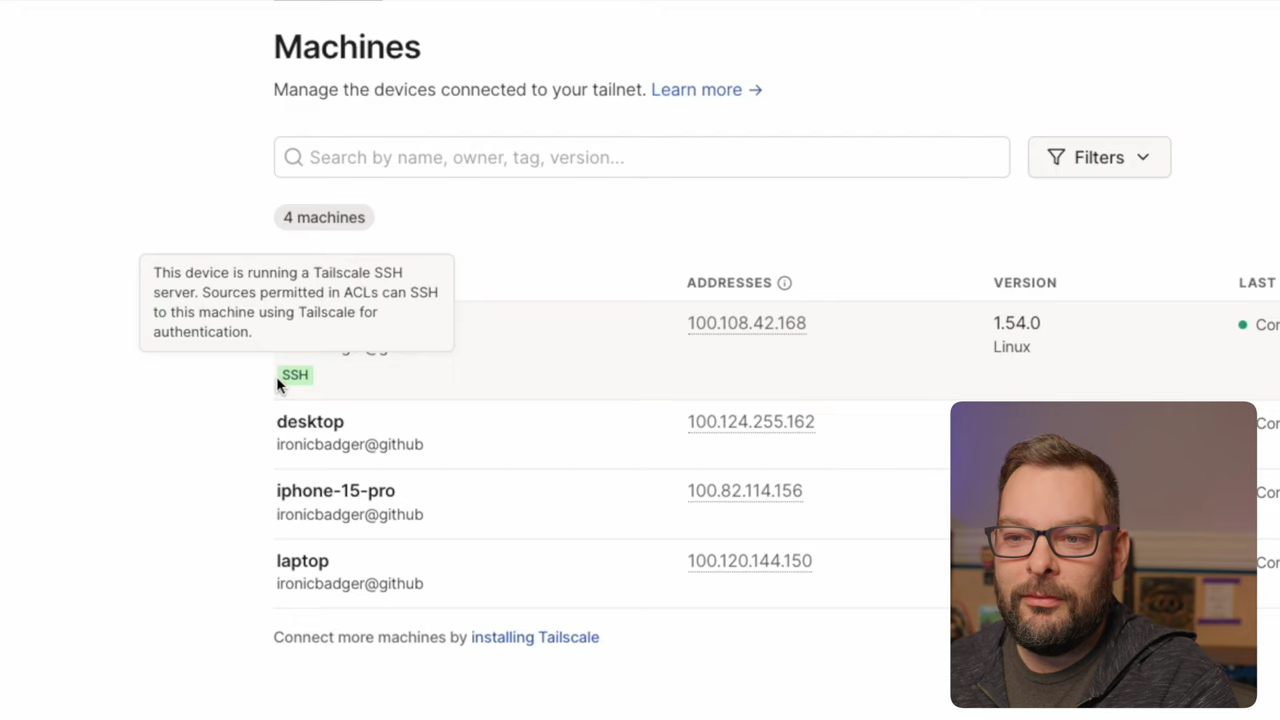 Machines
Manage the devices connected to your tailnet. Learn more →
Search by name, owner, tag, version...
Filters
4 machines
This device is running a Tailscale SSH
server. Sources permitted in ACLs can SSH
to this machine using Tailscale for
authentication.
ADDRESSES
VERSION
LAST
100.108.42.168
1.54.0
Linux
Cor
SSH
desktop
ironicbadger@github
100.124.255.162
Cor
iphone-15-pro
ironicbadger@github
100.82.114.156
Cor
laptop
ironicbadger@github
100.120.144.150
Cor
Connect more machines by installing Tailscale